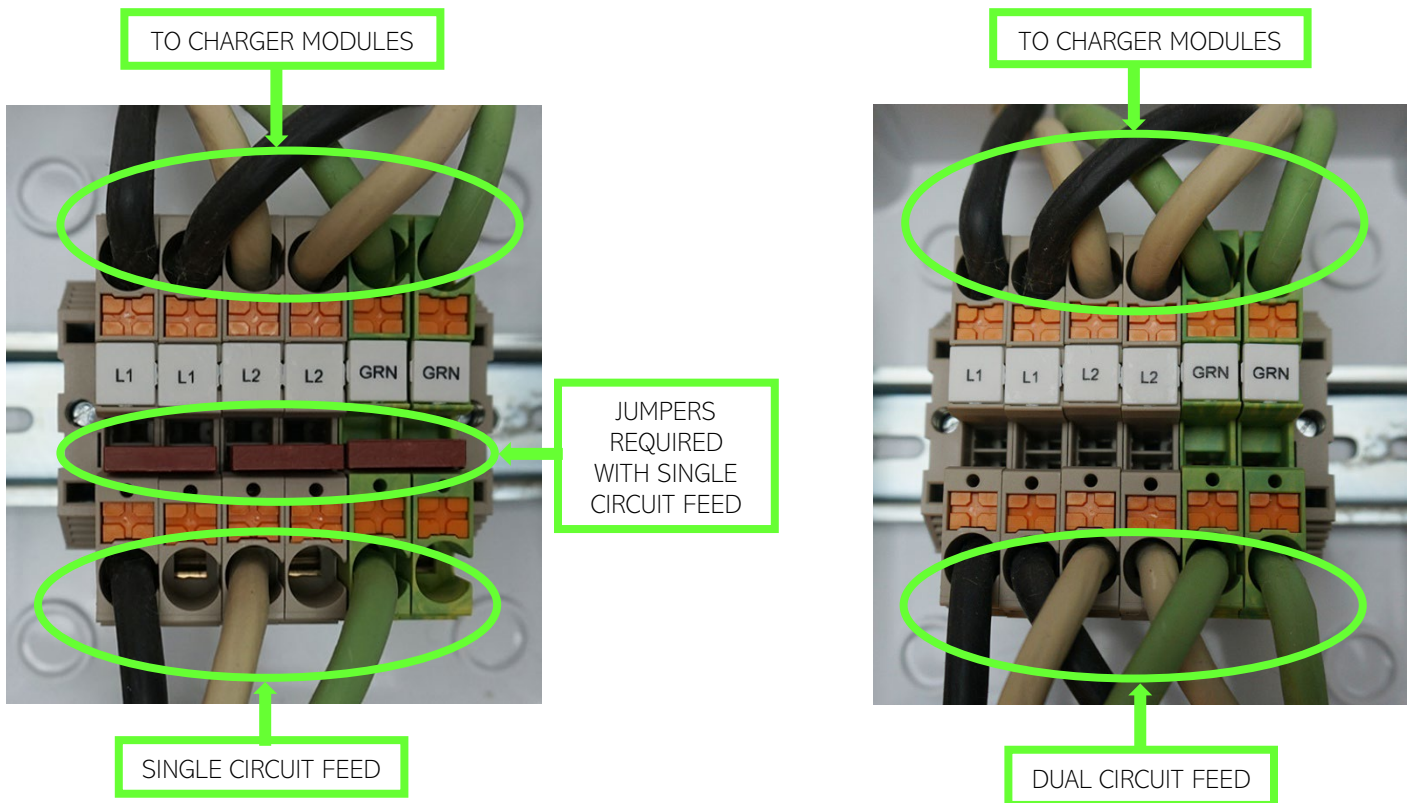 TO CHARGER MODULES
TO CHARGER MODULES
L1 L1 L2 L2 GRN GRN
L1 L1 L2 L2 GRN GRN
JUMPERS
REQUIRED
WITH SINGLE
CIRCUIT FEED
SINGLE CIRCUIT FEED
DUAL CIRCUIT FEED